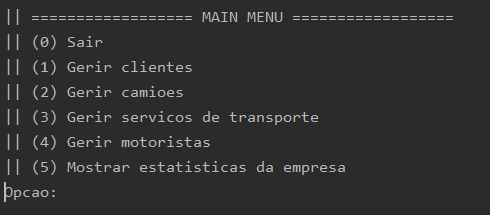 || ================== MAIN MENU ==================
|| (0) Sair
|| (1) Gerir clientes
|| (2) Gerir camioes
|| (3) Gerir servicos de transporte
|| (4) Gerir motoristas
|| (5) Mostrar estatisticas da empresa
Opcao: